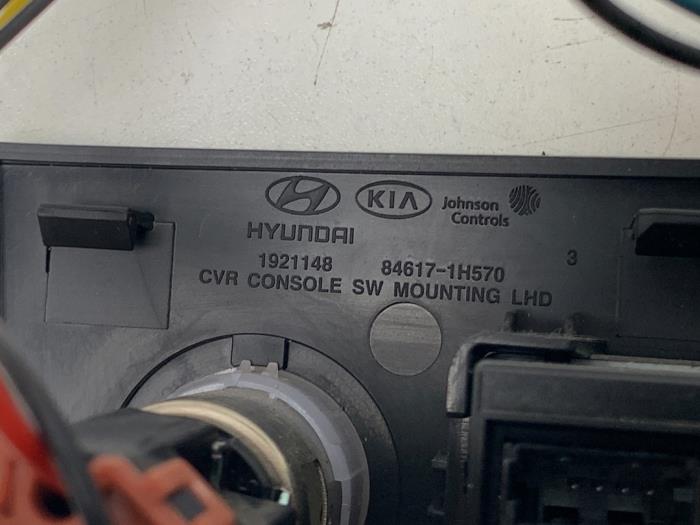 KIA
Johnson
Controls
HYUNDAI
1921148 84617-1H570 3
CVR CONSOLE SW MOUNTING LHD